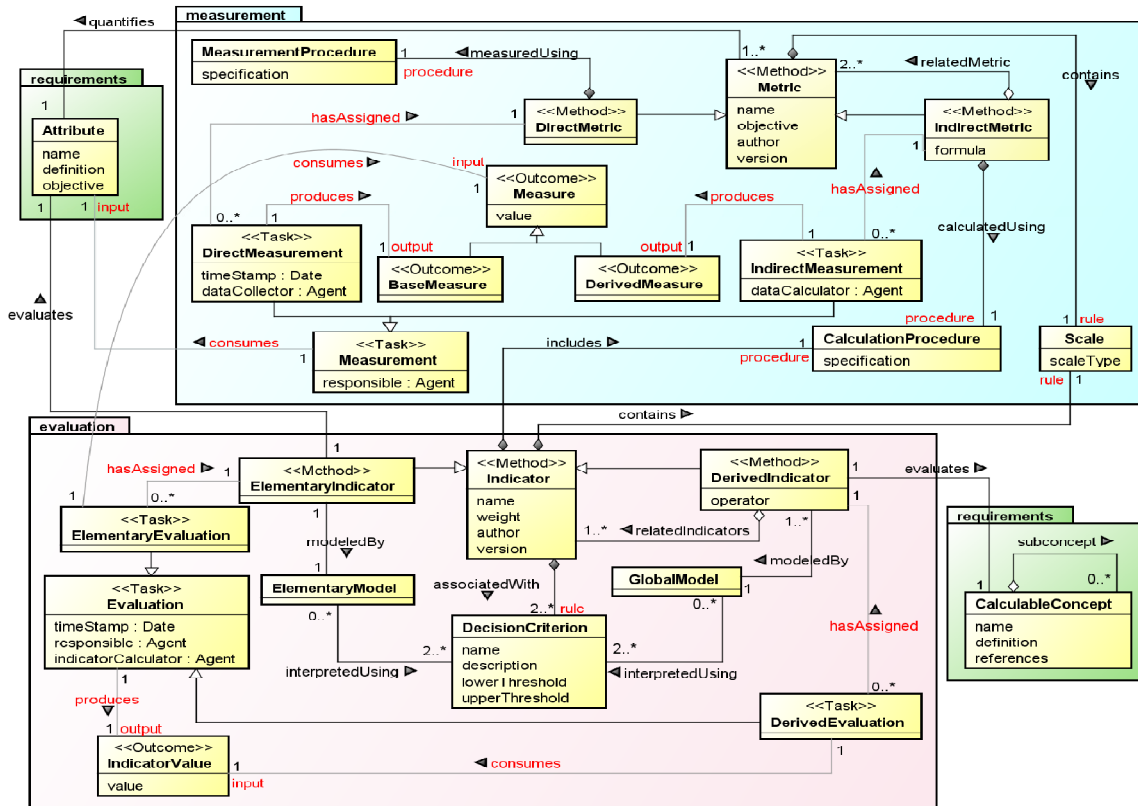 measurement
quantifies
MeasurementProcedure
specification
1
measuredUsing
procedure
1..*
2..*
relatedMetric
contains
<<Method>>
Metric
name
objective
author
version
requirements
1
Attribute
name
definition
objective
1
1
input
hasAssigned
1
<<Method>>
DirectMetric
<<Method>>
IndirectMetric
formula
1
consumes
input
1
<<Outcome>>
Measure
value
hasAssigned
produces
produces
0..*
1
<<Task>>
DirectMeasurement
timeStamp : Date
dataCollector : Agent
1
output
<<Outcome>>
BaseMeasure
output
1
<<Outcome>>
DerivedMeasure
1
0..*
<<Task>>
IndirectMeasurement
dataCalculator : Agent
calculatedUsing
evaluates
consumes
1
<<Task>>
Measurement
responsible : Agent
includes
1
procedure
procedure
1
CalculationProcedure
specification
1
rule
Scale
scaleType
rule
1
contains
evaluation
hasAssigned
1
0..*
1
1
<<Method>>
ElementaryIndicator
1
<<Method>>
Indicator
name
weight
author
version
<<Method>>
DerivedIndicator
operator
1
evaluates
<<Task>>
ElementaryEvaluation
modeledBy
1
1..*
relatedIndicators
1..*
modeledBy
requirements
subconcept
1
0..*
CalculableConcept
name
definition
references
<<Task>>
Evaluation
timeStamp : Date
responsible : Agent
indicatorCalculator : Agent
ElementaryModel
0..*
associatedWith
2..*
rule
GlobalModel
1
0..*
DecisionCriterion
name
description
lowerThreshold
upperThreshold
2..*
2..*
interpretedUsing
interpretedUsing
hasAssigned
0..*
1
produces
1
output
<<Outcome>>
IndicatorValue
value
1
input
consumes
<<Task>>
DerivedEvaluation
1